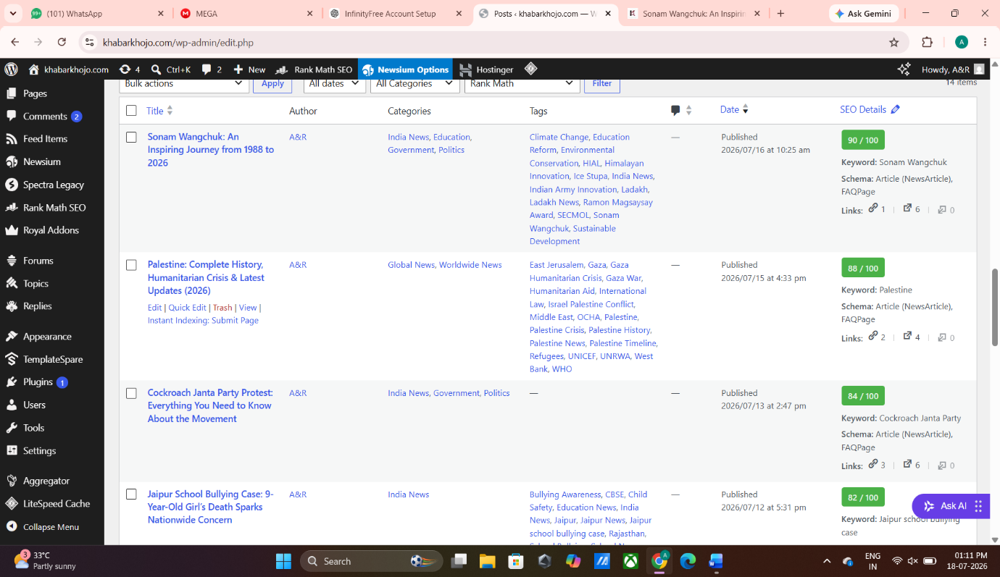 99+
(101) WhatsApp
MEGA
InfinityFree Account Setup
Posts ‹ khabarkhojo.com — W
Sonam Wangchuk: An Inspirin
Ask Gemini
khabarkhojo.com/wp-admin/edit.php
A
khabarkhojo.com
4
Ctrl+K
2
New
Rank Math SEO
Newsium Options
Hostinger
Howdy, A&R
Pages
Comments 2
Feed Items
Newsium
Spectra Legacy
Rank Math SEO
Royal Addons
Forums
Topics
Replies
Appearance
TemplateSpare
Plugins 1
Users
Tools
Settings
Aggregator
LiteSpeed Cache
Collapse Menu
Bulk actions
Apply
All dates
All Categories
Rank Math
Filter
14 items
Title
Author
Categories
Tags
Date
SEO Details
Sonam Wangchuk: An
Inspiring Journey from 1988 to
2026
A&R
India News, Education,
Government, Politics
Climate Change, Education
Reform, Environmental
Conservation, HIAL, Himalayan
Innovation, Ice Stupa, India News,
Indian Army Innovation, Ladakh,
Ladakh News, Ramon Magsaysay
Award, SECMOL, Sonam
Wangchuk, Sustainable
Development
—
Published
2026/07/16 at 10:25 am
90 / 100
Keyword: Sonam Wangchuk
Schema: Article (NewsArticle),
FAQPage
Links: 1 | 6 | 0
Palestine: Complete History,
Humanitarian Crisis & Latest
Updates (2026)
Edit | Quick Edit | Trash | View |
Instant Indexing: Submit Page
A&R
Global News, Worldwide News
East Jerusalem, Gaza, Gaza
Humanitarian Crisis, Gaza War,
Humanitarian Aid, International
Law, Israel Palestine Conflict,
Middle East, OCHA, Palestine,
Palestine Crisis, Palestine History,
Palestine News, Palestine Timeline,
Refugees, UNICEF, UNRWA, West
Bank, WHO
—
Published
2026/07/15 at 4:33 pm
88 / 100
Keyword: Palestine
Schema: Article (NewsArticle),
FAQPage
Links: 2 | 4 | 0
Cockroach Janta Party Protest:
Everything You Need to Know
About the Movement
A&R
India News, Government, Politics
—
—
Published
2026/07/13 at 2:47 pm
84 / 100
Keyword: Cockroach Janta Party
Schema: Article (NewsArticle),
FAQPage
Links: 3 | 6 | 0
Jaipur School Bullying Case: 9-
Year-Old Girl's Death Sparks
Nationwide Concern
A&R
India News
Bullying Awareness, CBSE, Child
Safety, Education News, India
News, Jaipur, Jaipur News, Jaipur
school bullying case, Rajasthan,
—
Published
2026/07/12 at 5:31 pm
82 / 100
Keyword: Jaipur school bullying
case
Ask AI
3
33°C
Partly sunny
Search
A
ENG
IN
01:11 PM
18-07-2026